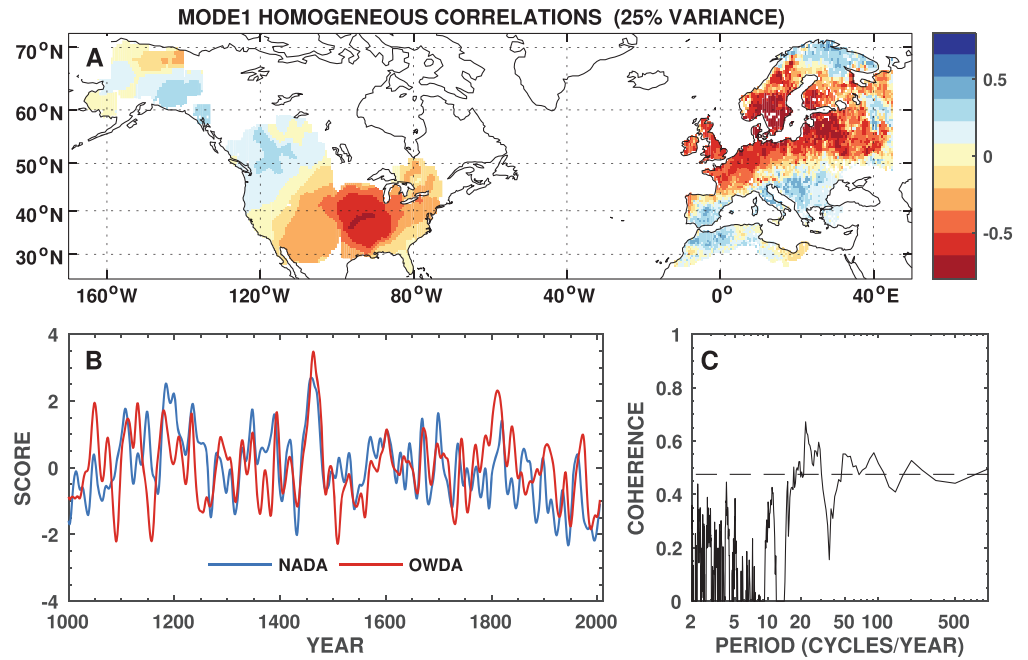 MODE1 HOMOGENEOUS CORRELATIONS (25% VARIANCE)
A
70°N
60°N
50°N
40°N
30°N
160°W 120°W 80°W 40°W 0° 40°E
0.5
0
-0.5
B
SCORE
2
0
-2
-4
4
NADA OWDA
1000 1200 1400 1600 1800 2000
YEAR
C
COHERENCE
1
0.8
0.6
0.4
0.2
0
2 5 10 20 50 100 500
PERIOD (CYCLES/YEAR)